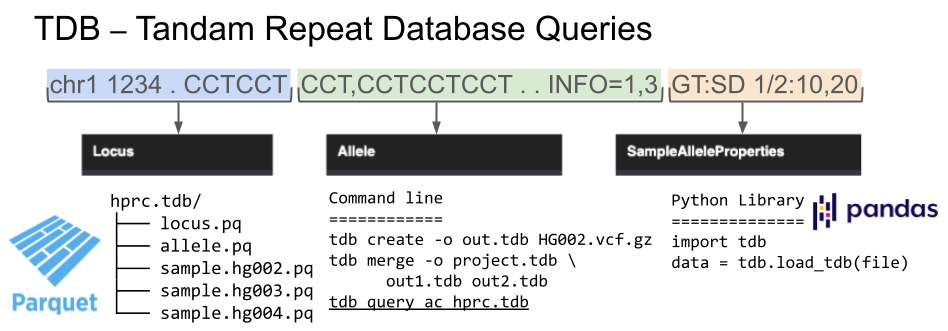 TDB – Tandam Repeat Database Queries
chr1 1234 . CCTCCT CCT,CCTCCTCCT . . INFO=1,3 GT:SD 1/2:10,20
Locus
Allele
SampleAlleleProperties
hprc.tdb/
locus.pq
allele.pq
sample.hg002.pq
sample.hg003.pq
sample.hg004.pq
Parquet
Command line
============
tdb create -o out.tdb HG002.vcf.gz
tdb merge -o project.tdb \
out1.tdb out2.tdb
tdb query ac hprc.tdb
Python Library
==============
import tdb
data = tdb.load_tdb(file)
pandas